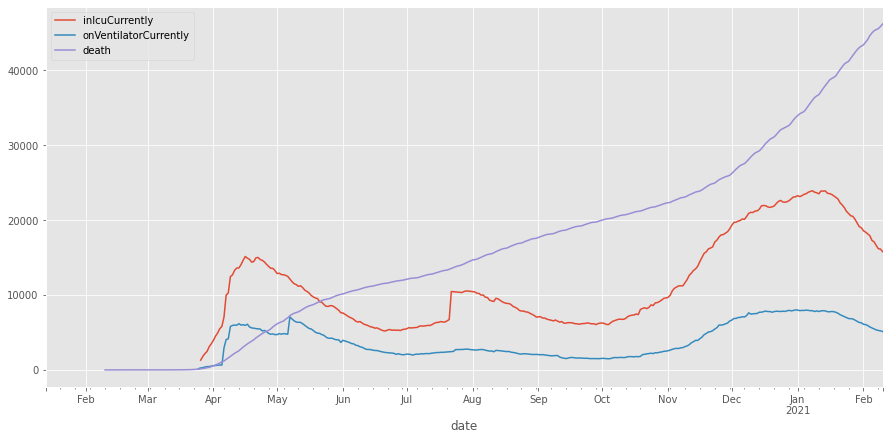 inIcuCurrently
onVentilatorCurrently
death
40000
30000
20000
10000
0
Feb Mar Apr May Jun Jul Aug Sep Oct Nov Dec Jan Feb
2021
date